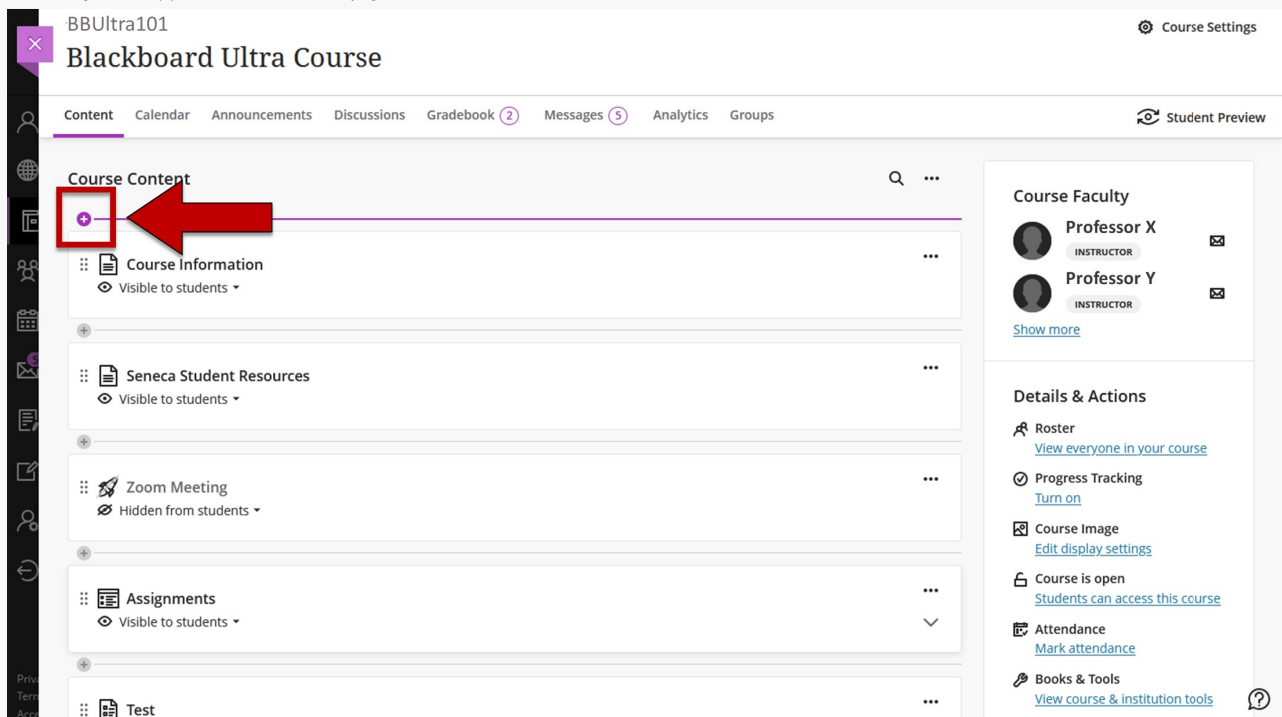 BBUltra101
Blackboard Ultra Course
Course Settings
Content Calendar Announcements Discussions Gradebook 2 Messages 5 Analytics Groups
Student Preview
Course Content
Course Information
Visible to students
Seneca Student Resources
Visible to students
Zoom Meeting
Hidden from students
Assignments
Visible to students
Test
Course Faculty
Professor X
INSTRUCTOR
Professor Y
INSTRUCTOR
Show more
Details & Actions
Roster
View everyone in your course
Progress Tracking
Turn on
Course Image
Edit display settings
Course is open
Students can access this course
Attendance
Mark attendance
Books & Tools
View course & institution tools